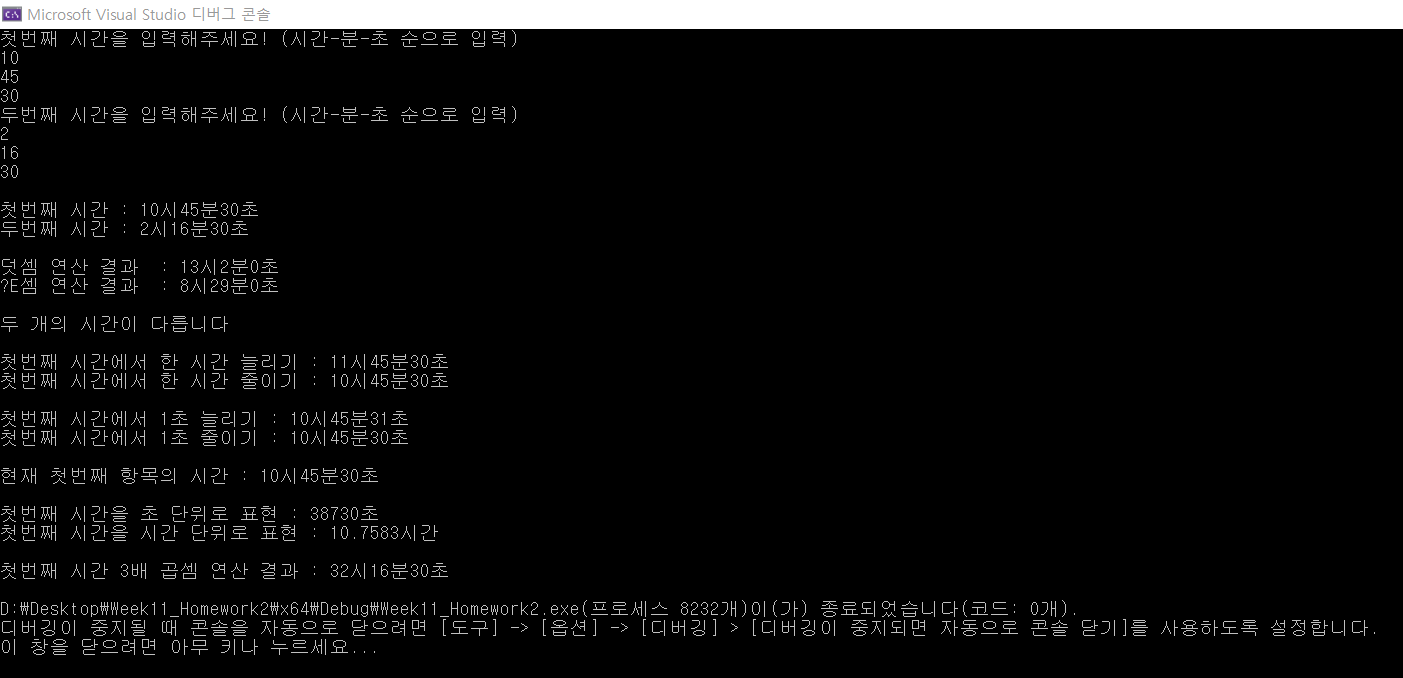 Microsoft Visual Studio 디버그 콘솔
첫번째 시간을 입력해주세요! (시간-분-초 순으로 입력)
10
45
30
두번째 시간을 입력해주세요! (시간-분-초 순으로 입력)
2
16
30
첫번째 시간 : 10시45분30초
두번째 시간 : 2시16분30초
덧셈 연산 결과  : 13시2분0초
?E셈 연산 결과  : 8시29분0초
두 개의 시간이 다릅니다
첫번째 시간에서 한 시간 늘리기 : 11시45분30초
첫번째 시간에서 한 시간 줄이기 : 10시45분30초
첫번째 시간에서 1초 늘리기 : 10시45분31초
첫번째 시간에서 1초 줄이기 : 10시45분30초
현재 첫번째 항목의 시간 : 10시45분30초
첫번째 시간을 초 단위로 표현 : 38730초
첫번째 시간을 시간 단위로 표현 : 10.7583시간
첫번째 시간 3배 곱셈 연산 결과 : 32시16분30초
D:₩Desktop₩Week11_Homework2₩x64₩Debug₩Week11_Homework2.exe(프로세스 8232개)이(가) 종료되었습니다(코드: 0개).
디버깅이 중지될 때 콘솔을 자동으로 닫으려면 [도구] -> [옵션] -> [디버깅] > [디버깅이 중지되면 자동으로 콘솔 닫기]를 사용하도록 설정합니다.
이 창을 닫으려면 아무 키나 누르세요...